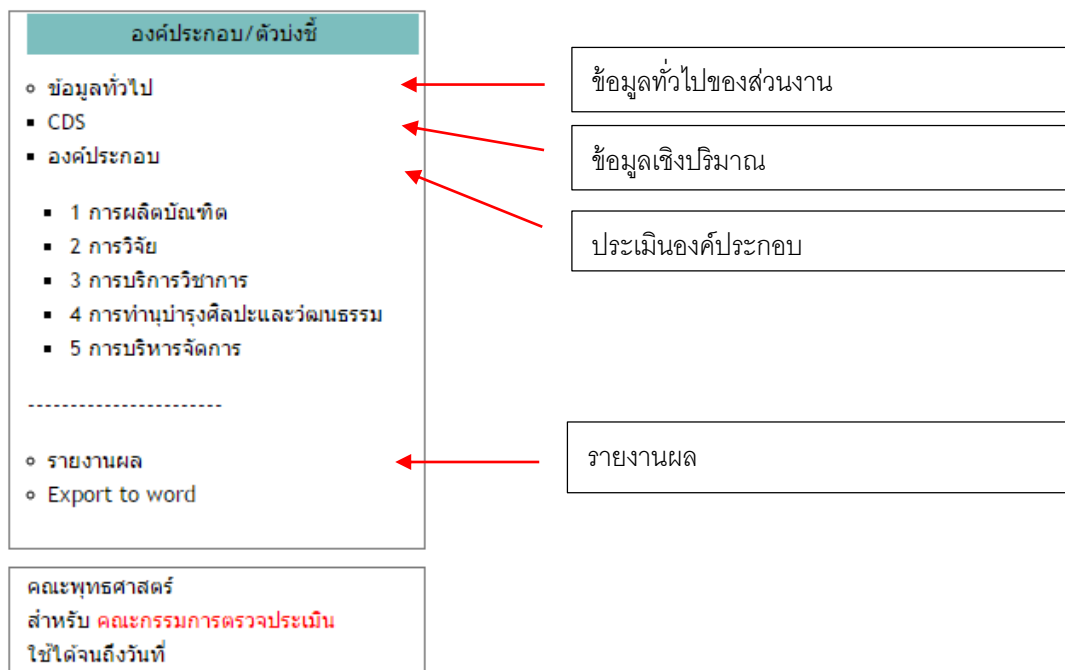 องค์ประกอบ/ตัวบ่งชี้
ข้อมูลทั่วไป
CDS
องค์ประกอบ
1 การผลิตบัณฑิต
2 การวิจัย
3 การบริการวิชาการ
4 การทำนุบำรุงศิลปะและวัฒนธรรม
5 การบริหารจัดการ
-----------------------
รายงานผล
Export to word
ข้อมูลทั่วไปของส่วนงาน
ข้อมูลเชิงปริมาณ
ประเมินองค์ประกอบ
รายงานผล
คณะพุทธศาสตร์
สำหรับ คณะกรรมการตรวจประเมิน
ใช้ได้จนถึงวันที่